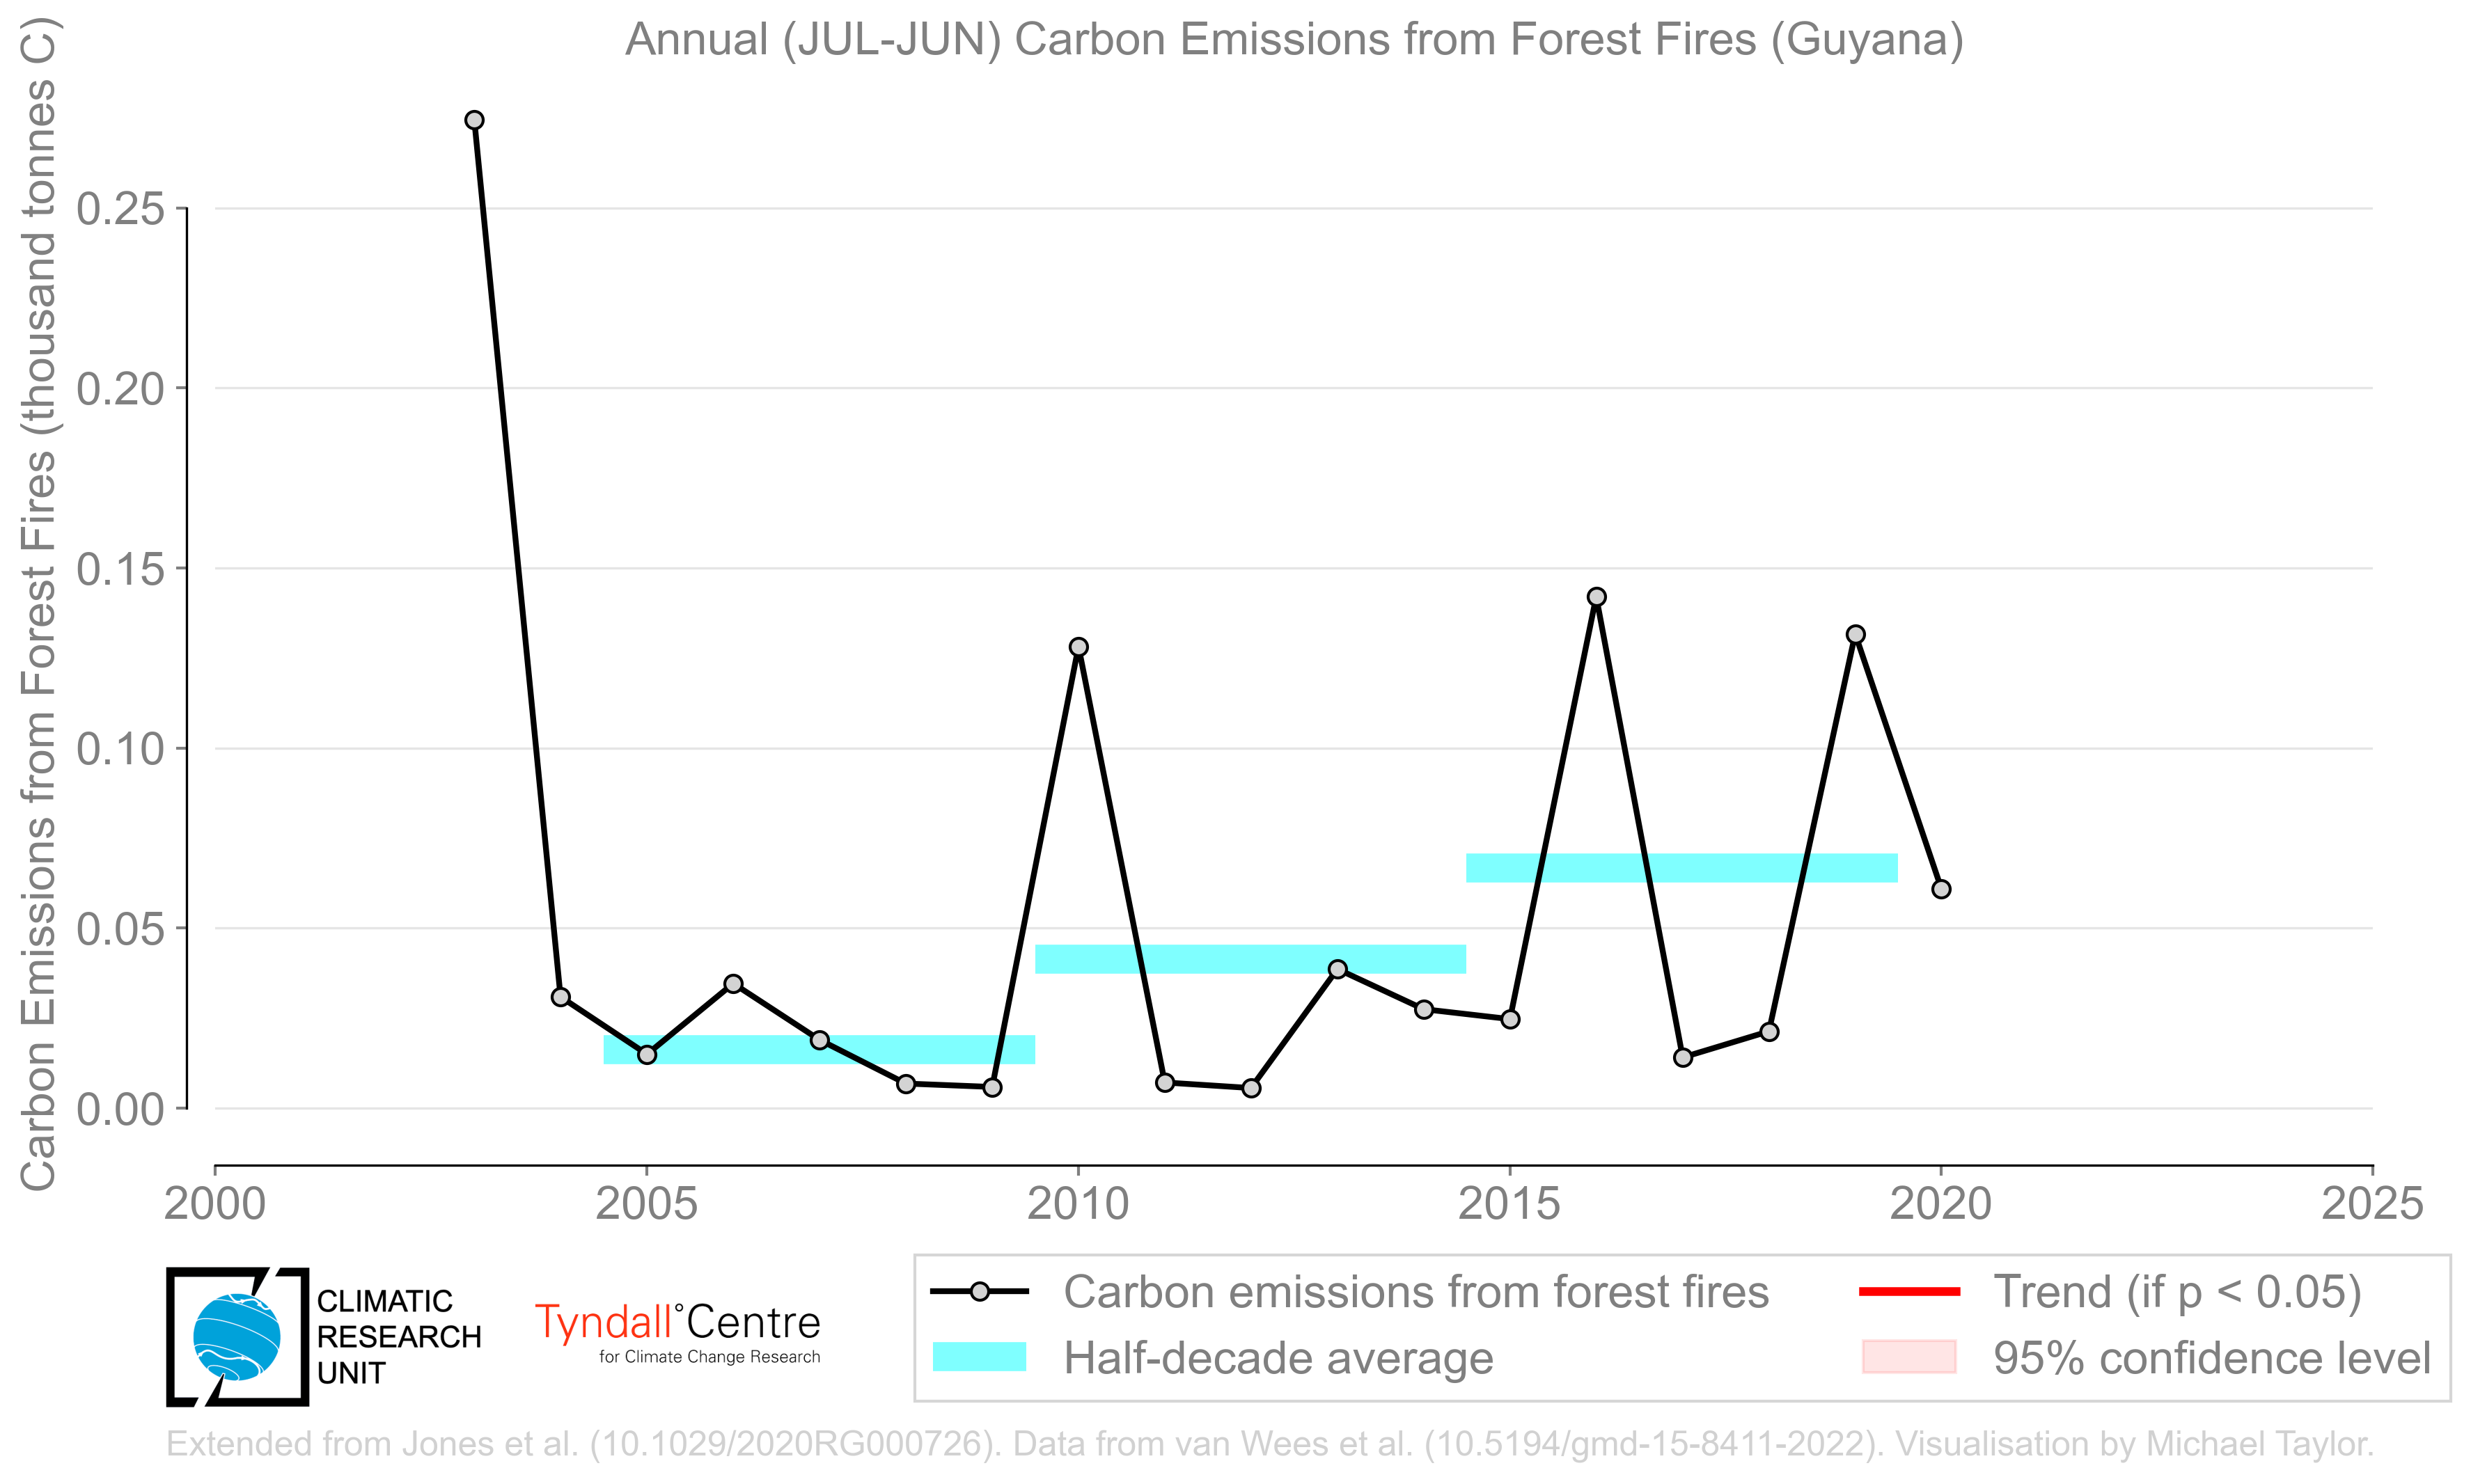 Annual (JUL-JUN) Carbon Emissions from Forest Fires (Guyana)
Carbon Emissions from Forest Fires (thousand tonnes C)
0.25
0.20
0.15
0.10
0.05
0.00
2000 2005 2010 2015 2020 2025
CLIMATIC
RESEARCH
UNIT
Tyndall°Centre
for Climate Change Research
Carbon emissions from forest fires
Half-decade average
Trend (if p < 0.05)
95% confidence level
Extended from Jones et al. (10.1029/2020RG000726). Data from van Wees et al. (10.5194/gmd-15-8411-2022). Visualisation by Michael Taylor.